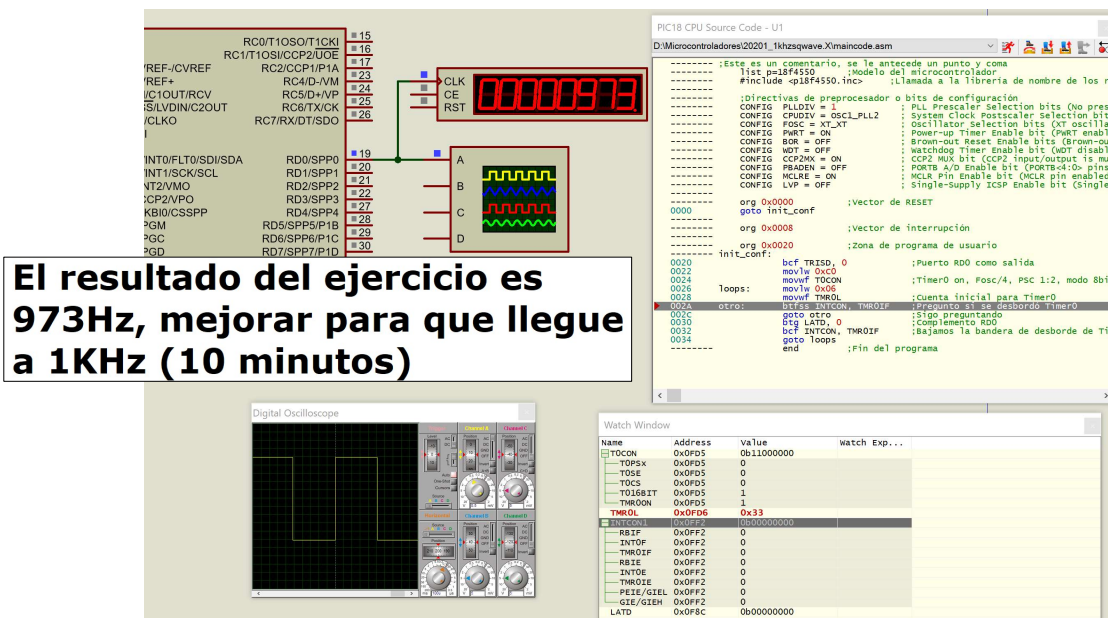 RC0/T1OSO/T1CKI
RC1/T1OSI/CCP2/UOE
RC2/CCP1/P1A
RC4/D-/VM
RC5/D+/VP
RC6/TX/CK
RC7/RX/DT/SDO
15
16
17
23
24
25
26
REF-/CVREF
REF+
/C1OUT/RCV
/LVDIN/C2OUT
/CLKO
CLK
CE
RST
00000973
INT0/FLT0/SDI/SDA
INT1/SCK/SCL
NT2/VMO
CCP2/VPO
KBI0/CSSPP
PGM
PGC
PGD
RD0/SPP0
RD1/SPP1
RD2/SPP2
RD3/SPP3
RD4/SPP4
RD5/SPP5/P1B
RD6/SPP6/P1C
RD7/SPP7/P1D
19
20
21
22
27
28
29
30
A
B
C
D
El resultado del ejercicio es
973Hz, mejorar para que llegue
a 1KHz (10 minutos)
PIC18 CPU Source Code - U1
D:\Microcontroladores\20201_1khzsqwave.X\maincode.asm
-------- ;Este es un comentario, se le antecede un punto y coma
-------- list p=18f4550 ;Modelo del microcontrolador
-------- #include <p18f4550.inc> ;Llamada a la librería de nombre de los r
--------
-------- ;Directivas de preprocesador o bits de configuración
-------- CONFIG PLLDIV = 1 ; PLL Prescaler Selection bits (No pres
-------- CONFIG CPUDIV = OSC1_PLL2 ; System Clock Postscaler Selection bit
-------- CONFIG FOSC = XT_XT ; Oscillator Selection bits (XT oscilla
-------- CONFIG PWRT = ON ; Power-up Timer Enable bit (PWRT enabl
-------- CONFIG BOR = OFF ; Brown-out Reset Enable bits (Brown-ou
-------- CONFIG WDT = OFF ; Watchdog Timer Enable bit (WDT disabl
-------- CONFIG CCP2MX = ON ; CCP2 MUX bit (CCP2 input/output is mu
-------- CONFIG PBADEN = OFF ; PORTB A/D Enable bit (PORTB<4:0> pins
-------- CONFIG MCLRE = ON ; MCLR Pin Enable bit (MCLR pin enabled
-------- CONFIG LVP = OFF ; Single-Supply ICSP Enable bit (Single
-------- org 0x0000 ;Vector de RESET
0000 goto init_conf
-------- org 0x0008 ;Vector de interrupción
-------- org 0x0020 ;Zona de programa de usuario
-------- init_conf:
0020 bcf TRISD, 0 ;Puerto RD0 como salida
0022 movlw 0xC0
0024 movwf T0CON ;Timer0 on, Fosc/4, PSC 1:2, modo 8bi
0026 loops: movlw 0x06
0028 movwf TMR0L ;Cuenta inicial para Timer0
002A otro: btfss INTCON, TMR0IF ;Pregunto si se desbordo Timer0
002C goto otro ;Sigo preguntando
0030 btg LATD, 0 ;Complemento RD0
0032 bcf INTCON, TMR0IF ;Bajamos la bandera de desborde de Ti
0034 goto loops
-------- end ;Fin del programa
Digital Oscilloscope
Channel A
Channel C
Channel B
Channel D
Watch Window
Name Address Value Watch Exp...
T0CON 0x0FD5 0b11000000
T0PSx 0x0FD5 0
T0SE 0x0FD5 0
T0CS 0x0FD5 0
T016BIT 0x0FD5 1
TMR0ON 0x0FD5 1
TMR0L 0x0FD6 0x33
INTCON1 0x0FF2 0b00000000
RBIF 0x0FF2 0
INT0F 0x0FF2 0
TMR0IF 0x0FF2 0
RBIE 0x0FF2 0
INT0E 0x0FF2 0
TMR0IE 0x0FF2 0
PEIE/GIEL 0x0FF2 0
GIE/GIEH 0x0FF2 0
LATD 0x0F8C 0b00000000